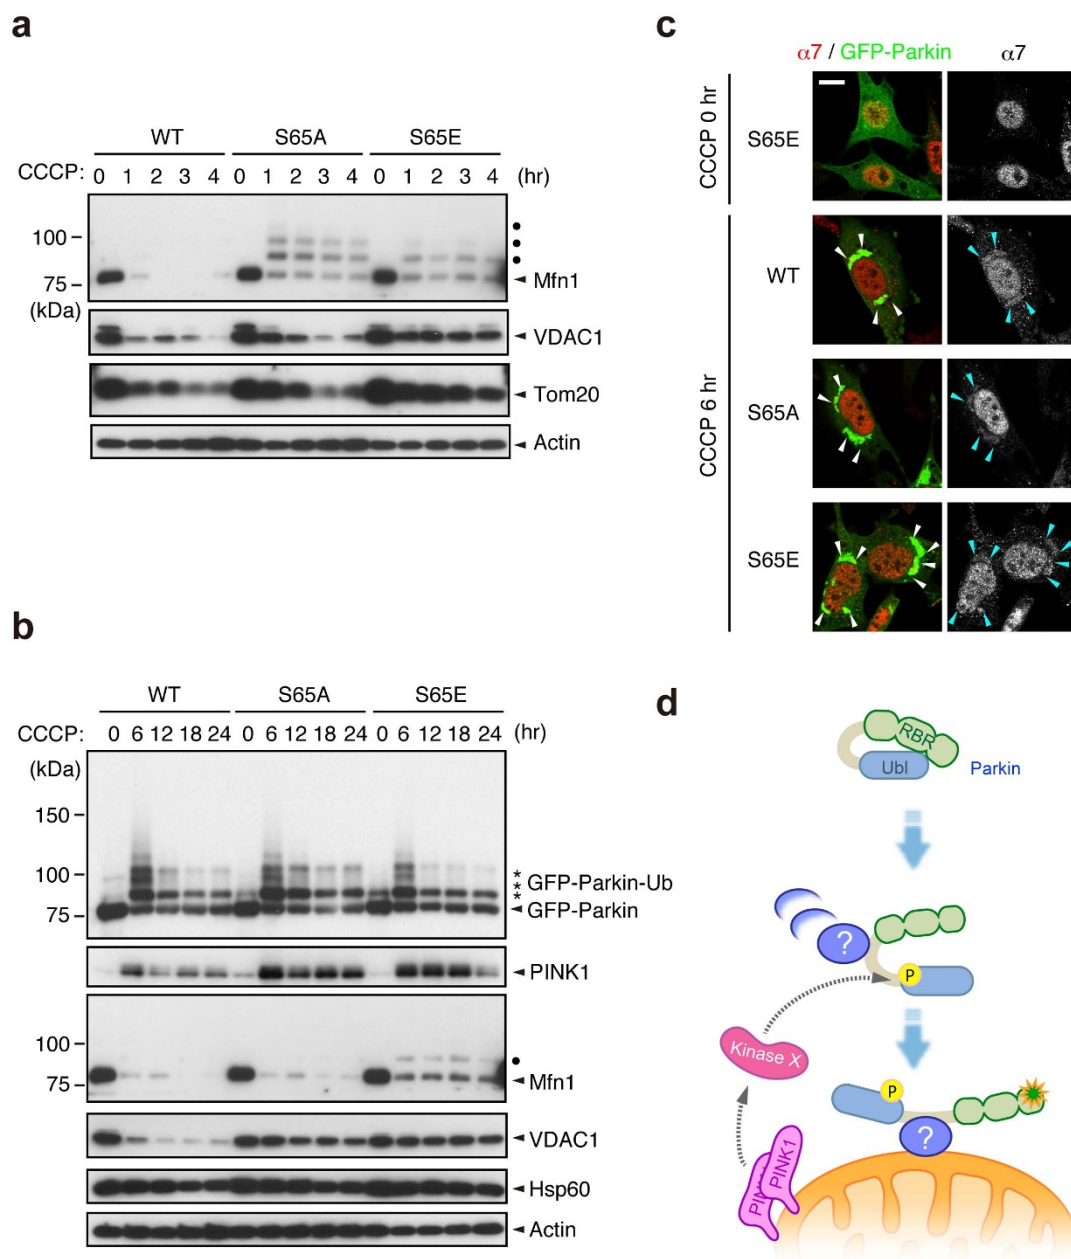 a
WT S65A S65E
CCCP: 0 1 2 3 4 0 1 2 3 4 0 1 2 3 4 (hr)
100
75
(kDa)
Mfn1
VDAC1
Tom20
Actin
b
WT S65A S65E
CCCP: 0 6 12 18 24 0 6 12 18 24 0 6 12 18 24 (hr)
(kDa)
150
100
75
* * *
GFP-Parkin-Ub
GFP-Parkin
PINK1
100
75
Mfn1
VDAC1
Hsp60
Actin
c
α7 / GFP-Parkin α7
CCCP 0 hr
S65E
CCCP 6 hr
WT
S65A
S65E
d
RBR
Ubl
Parkin
?
P
Kinase X
P
?
PINK1